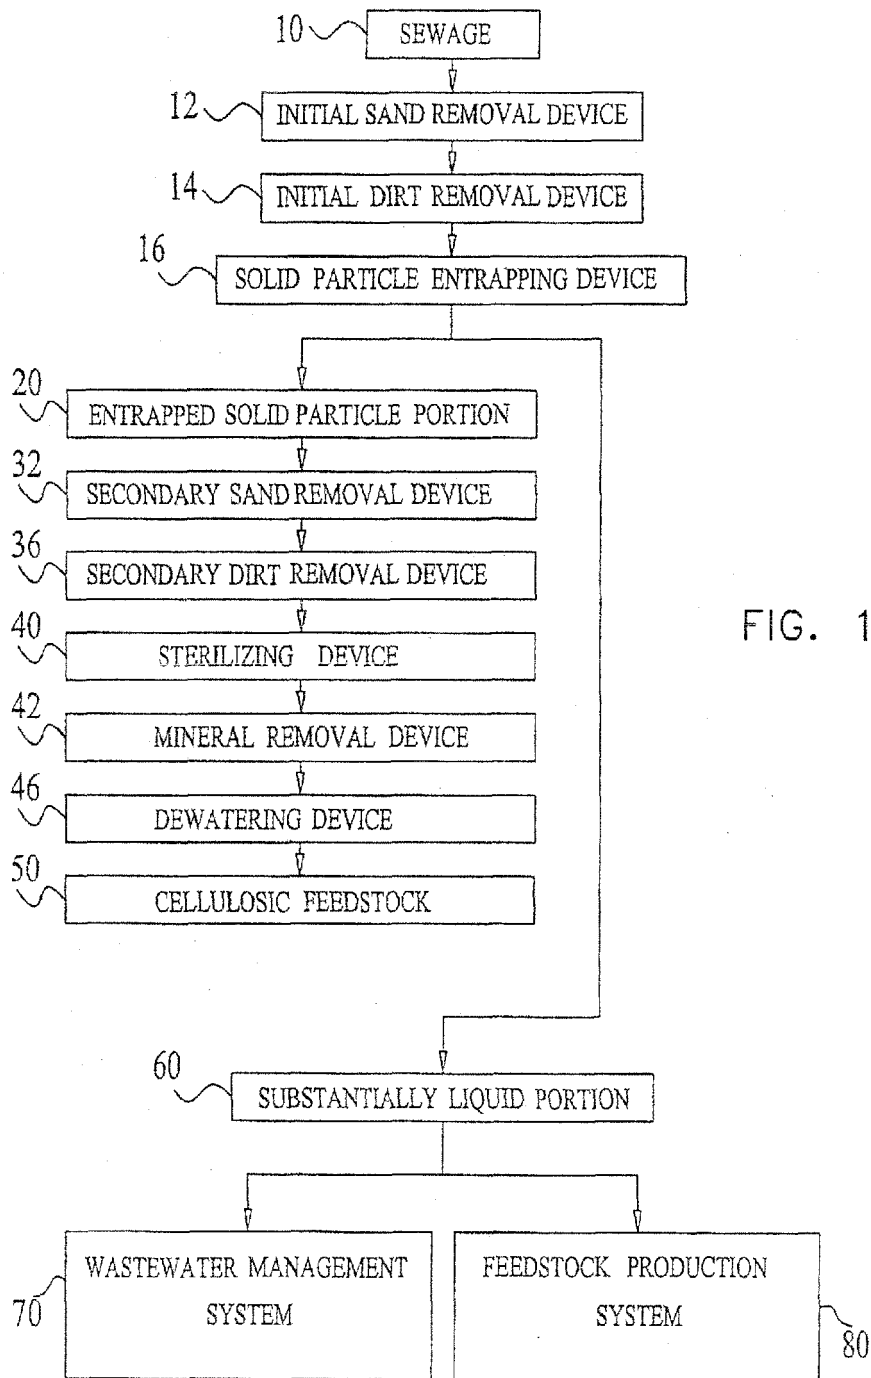 10 SEWAGE
12 INITIAL SAND REMOVAL DEVICE
14 INITIAL DIRT REMOVAL DEVICE
16
SOLID PARTICLE ENTRAPPING DEVICE
20
ENTRAPPED SOLID PARTICLE PORTION
32
SECONDARY SAND REMOVAL DEVICE
36
SECONDARY DIRT REMOVAL DEVICE
40
STERILIZING DEVICE
42
MINERAL REMOVAL DEVICE
46
DEWATERING DEVICE
50
CELLULOSIC FEEDSTOCK
FIG. 1
60
SUBSTANTIALLY LIQUID PORTION
WASTEWATER MANAGEMENT
SYSTEM
70
FEEDSTOCK PRODUCTION
SYSTEM
80